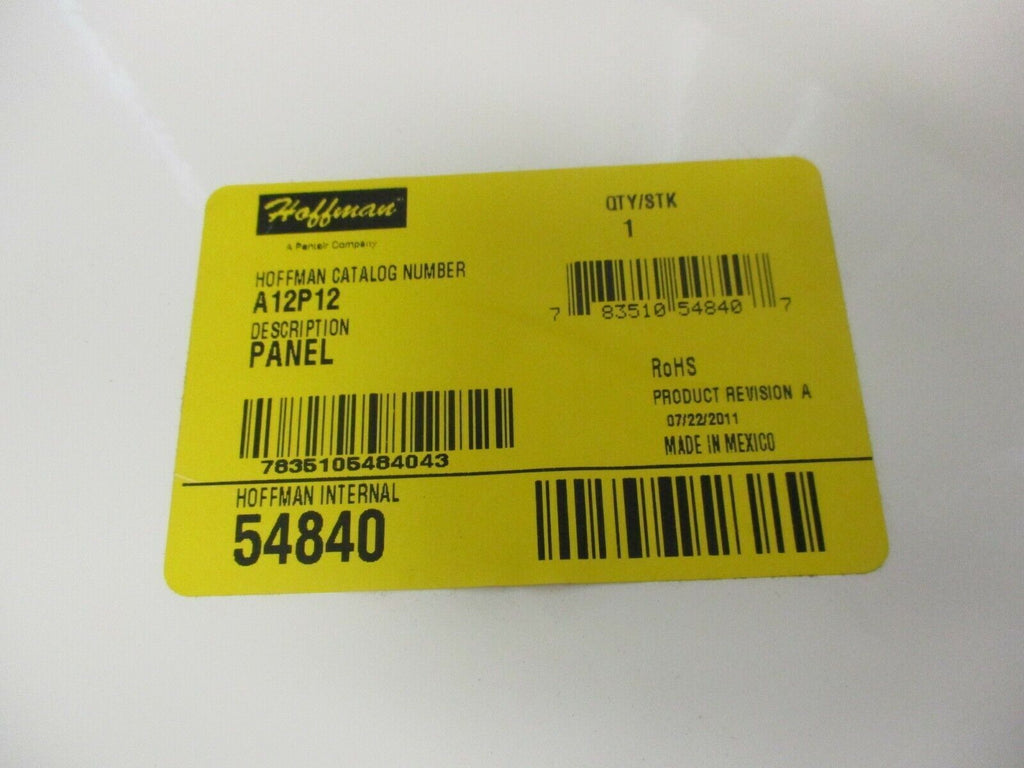 Hoffman
A Pentair Company
HOFFMAN CATALOG NUMBER
A12P12
DESCRIPTION
PANEL
7835105484043
QTY/STK
1
7 83510 54840 7
RoHS
PRODUCT REVISION A
07/22/2011
MADE IN MEXICO
HOFFMAN INTERNAL
54840